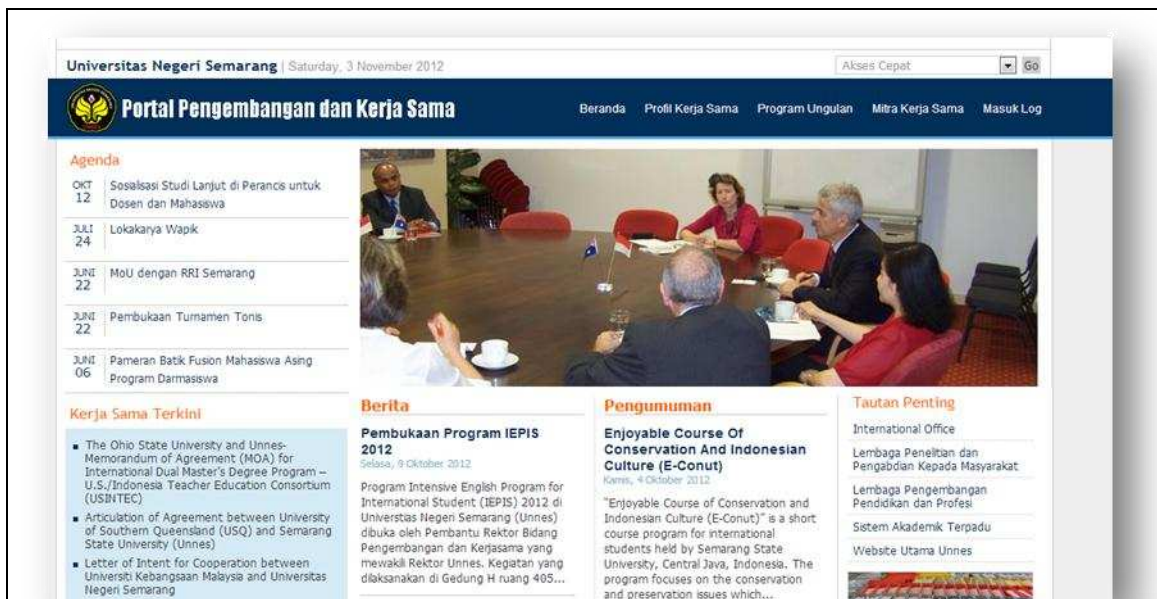 Universitas Negeri Semarang | Saturday, 3 November 2012
Akses Cepat
Go
Portal Pengembangan dan Kerja Sama
Beranda Profil Kerja Sama Program Ungulan Mitra Kerja Sama Masuk Log
Agenda
OKT
12
Sosialsasi Studi Lanjut di Perancis untuk
Dosen dan Mahasiswa
JULI
24
Lokakarya Wapik
JUNI
22
MoU dengan RRI Semarang
JUNI
22
Pembukaan Turnamen Tonis
JUNI
06
Pameran Batik Fusion Mahasiswa Asing
Program Darmasiswa
Kerja Sama Terkini
The Ohio State University and Unnes-
Memorandum of Agreement (MOA) for
International Dual Master's Degree Program –
U.S./Indonesia Teacher Education Consortium
(USINTEC)
Articulation of Agreement between University
of Southern Queensland (USQ) and Semarang
State University (Unnes)
Letter of Intent for Cooperation between
Universiti Kebangsaan Malaysia and Universitas
Negeri Semarang
Berita
Pembukaan Program IEPIS
2012
Selasa, 9 Oktober 2012
Program Intensive English Program for
International Student (IEPIS) 2012 di
Universtias Negeri Semarang (Unnes)
dibuka oleh Pembantu Rektor Bidang
Pengembangan dan Kerjasama yang
mewakili Rektor Unnes. Kegiatan yang
dilaksanakan di Gedung H ruang 405...
Pengumuman
Enjoyable Course Of
Conservation And Indonesian
Culture (E-Conut)
Kamis, 4 Oktober 2012
"Enjoyable Course of Conservation and
Indonesian Culture (E-Conut)" is a short
course program for international
students held by Semarang State
University, Central Java, Indonesia. The
program focuses on the conservation
and preservation issues which...
Tautan Penting
International Office
Lembaga Penelitian dan
Pengabdian Kepada Masyarakat
Lembaga Pengembangan
Pendidikan dan Profesi
Sistem Akademik Terpadu
Website Utama Unnes